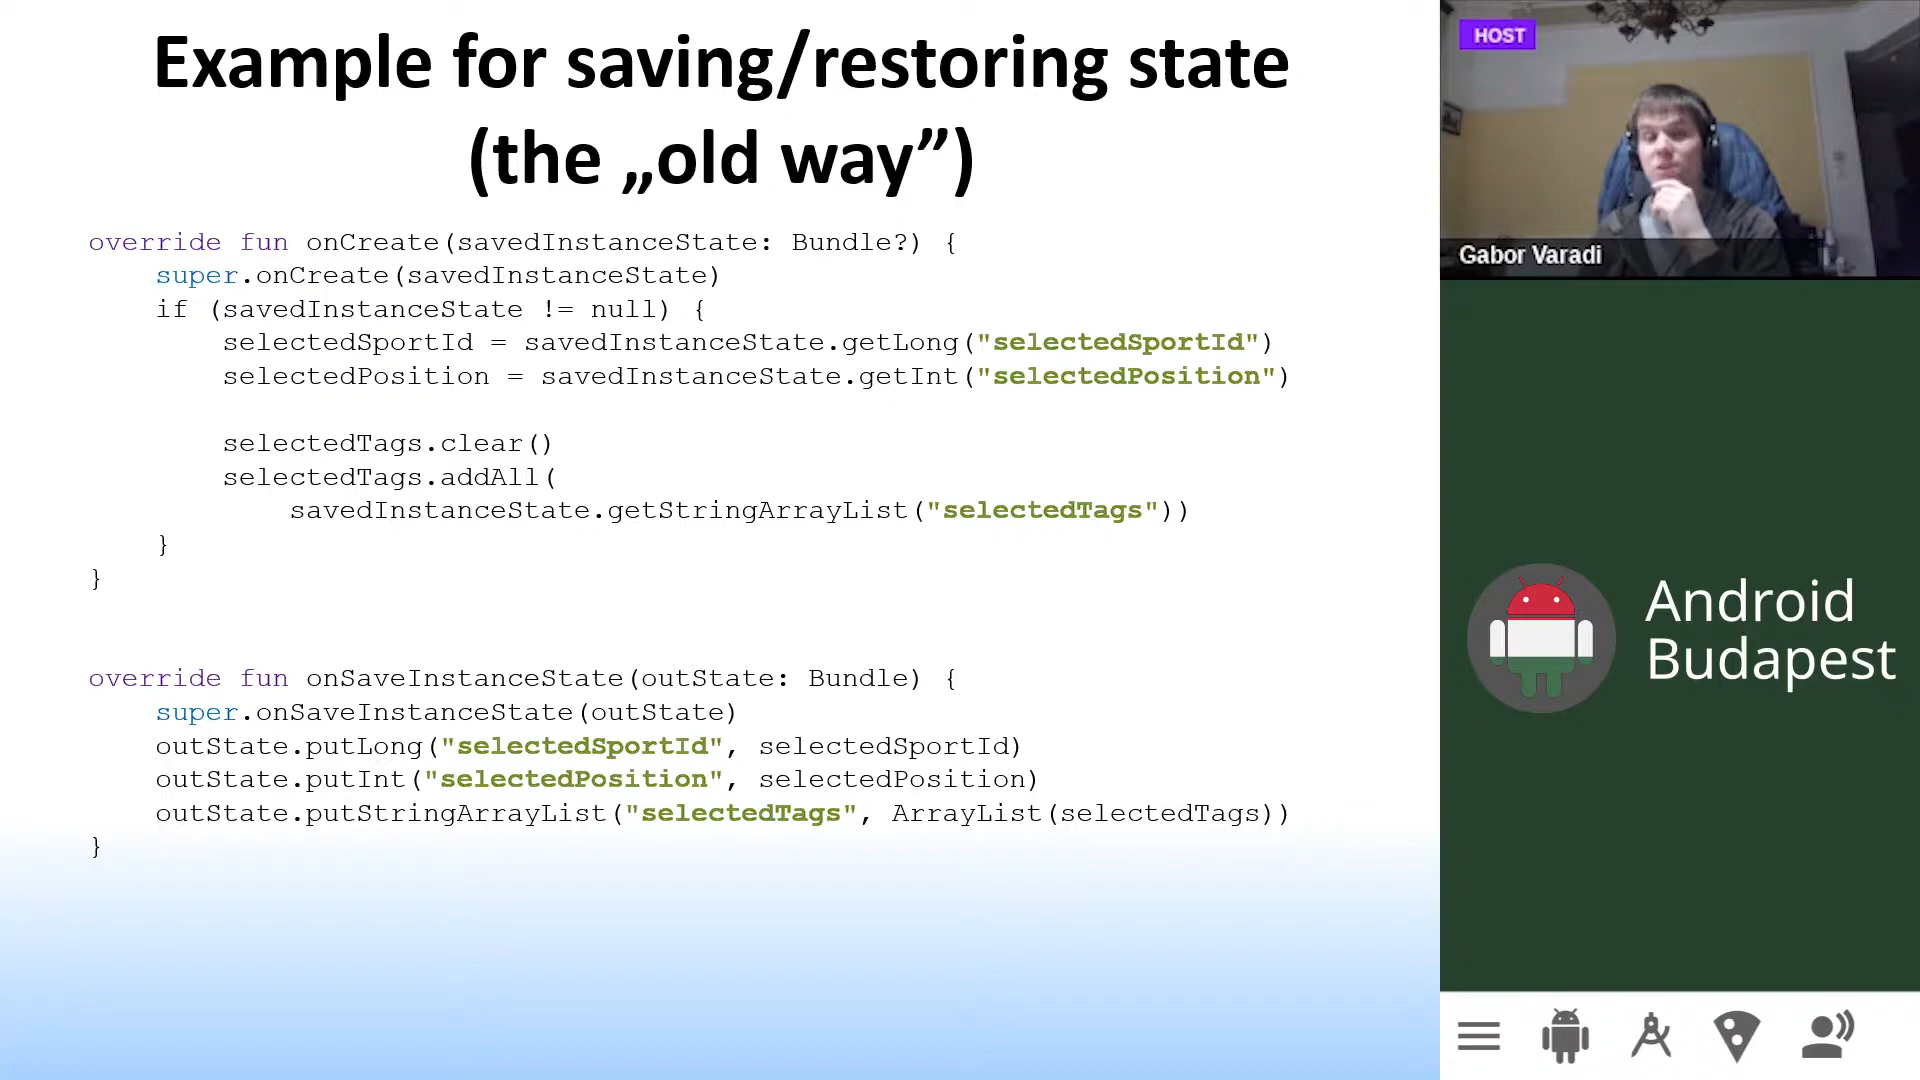 Example for saving/restoring state
(the „old way”)
override fun onCreate(savedInstanceState: Bundle?) {
    super.onCreate(savedInstanceState)
    if (savedInstanceState != null) {
        selectedSportId = savedInstanceState.getLong("selectedSportId")
        selectedPosition = savedInstanceState.getInt("selectedPosition")
        selectedTags.clear()
        selectedTags.addAll(
            savedInstanceState.getStringArrayList("selectedTags"))
    }
}
override fun onSaveInstanceState(outState: Bundle) {
    super.onSaveInstanceState(outState)
    outState.putLong("selectedSportId", selectedSportId)
    outState.putInt("selectedPosition", selectedPosition)
    outState.putStringArrayList("selectedTags", ArrayList(selectedTags))
}
HOST
Gabor Varadi
Android
Budapest